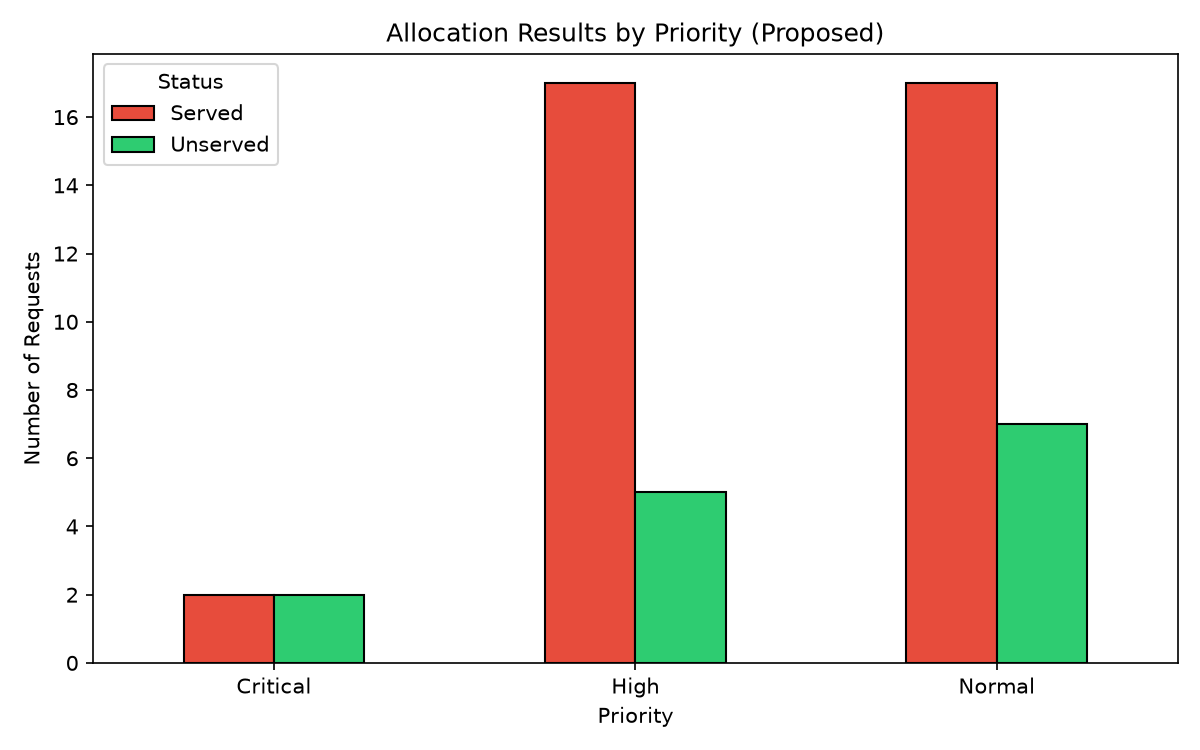 Allocation Results by Priority (Proposed)
Status
Served
Unserved
Number of Requests
16
14
12
10
8
6
4
2
0
Critical
High
Normal
Priority